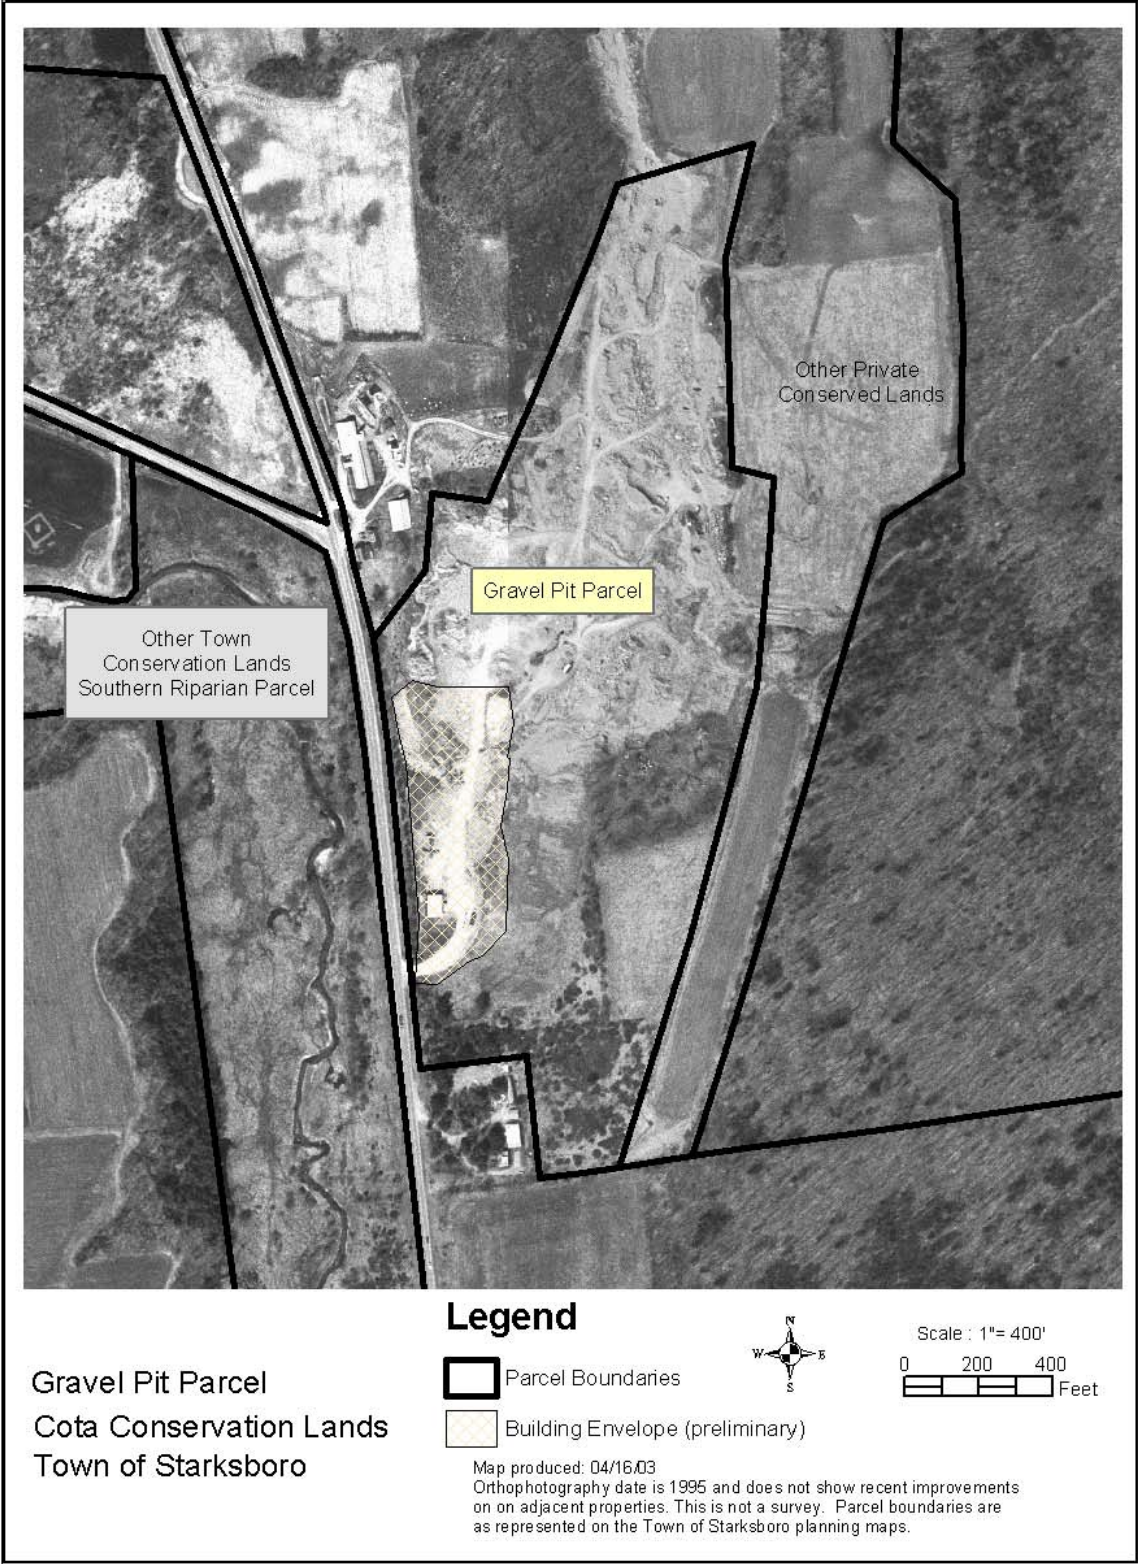 Other Private
Conserved Lands
Gravel Pit Parcel
Other Town
Conservation Lands
Southern Riparian Parcel
Legend
Parcel Boundaries
Building Envelope (preliminary)
N
W E
S
Scale : 1"= 400'
0 200 400
Feet
Gravel Pit Parcel
Cota Conservation Lands
Town of Starksboro
Map produced: 04/16/03
Orthophotography date is 1995 and does not show recent improvements
on on adjacent properties. This is not a survey. Parcel boundaries are
as represented on the Town of Starksboro planning maps.